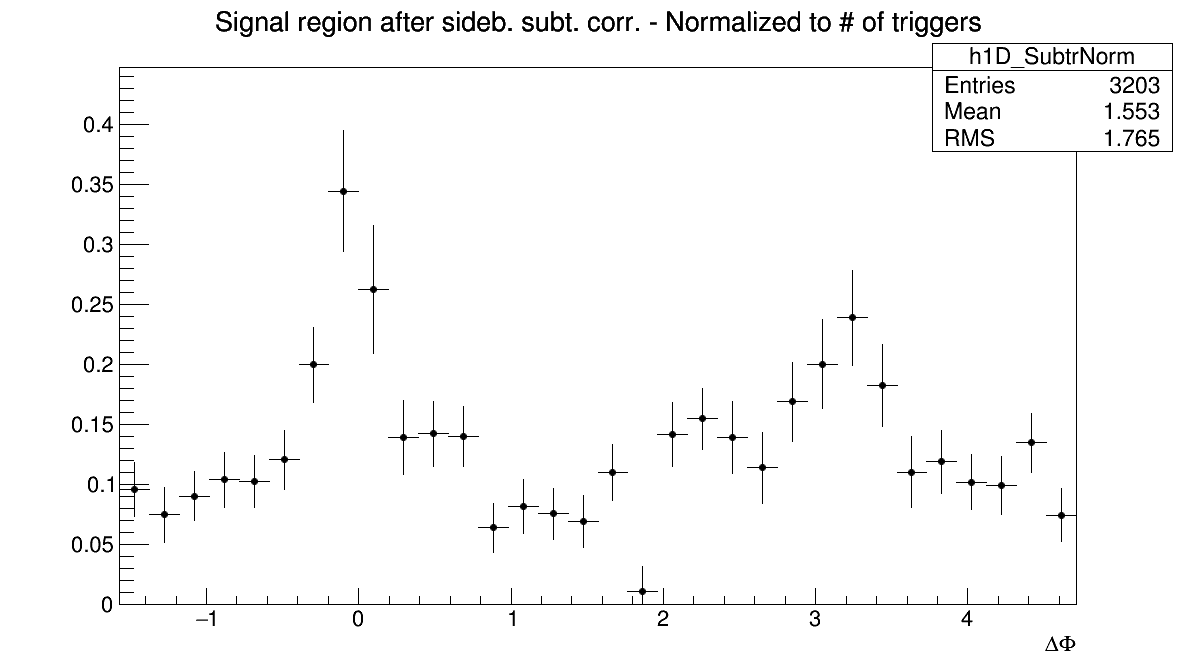 Signal region after sideb. subt. corr. - Normalized to # of triggers
h1D_SubtrNorm
Entries 3203
Mean 1.553
RMS 1.765
0.4
0.35
0.3
0.25
0.2
0.15
0.1
0.05
0
−1 0 1 2 3 4
ΔΦ